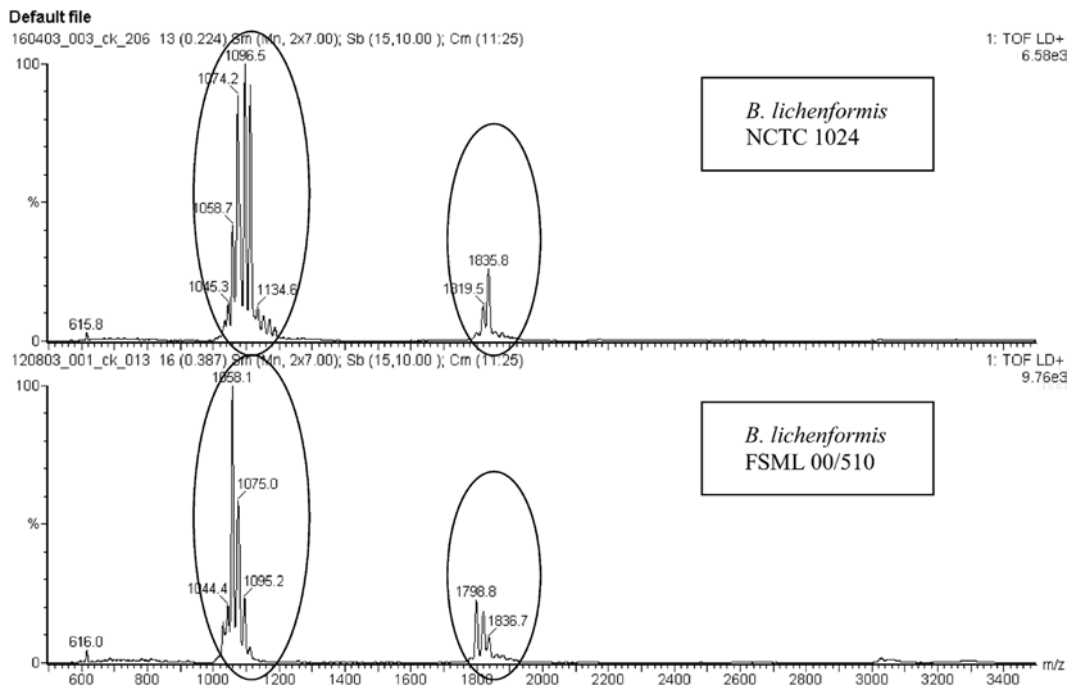 Default file
160403_003_ck_206 13 (0.224) Sm (Mn, 2x7.00); Sb (15,10.00 ); Cm (11:25)
1: TOF LD+
6.58e3
100
1096.5
1074.2
%
1058.7
1045.3
1134.6
615.8
0
1835.8
1819.5
B. lichenformis
NCTC 1024
120803_001_ck_013 16 (0.387) Sm (Mn, 2x7.00); Sb (15,10.00 ); Cm (11:25)
1: TOF LD+
9.76e3
100
1058.1
1075.0
%
1044.4
1095.2
616.0
0
1798.8
1836.7
B. lichenformis
FSML 00/510
m/z
600 800 1000 1200 1400 1600 1800 2000 2200 2400 2600 2800 3000 3200 3400